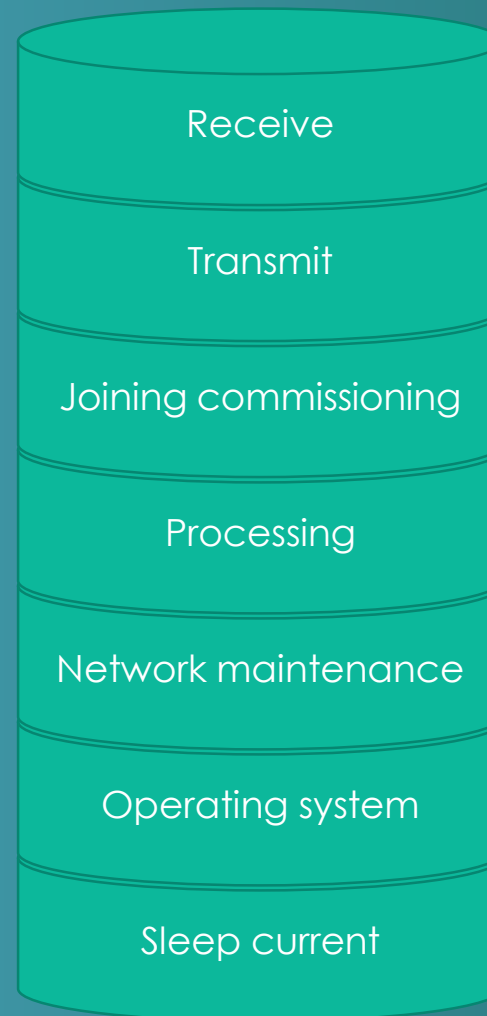 Receive
Transmit
Joining commissioning
Processing
Network maintenance
Operating system
Sleep current